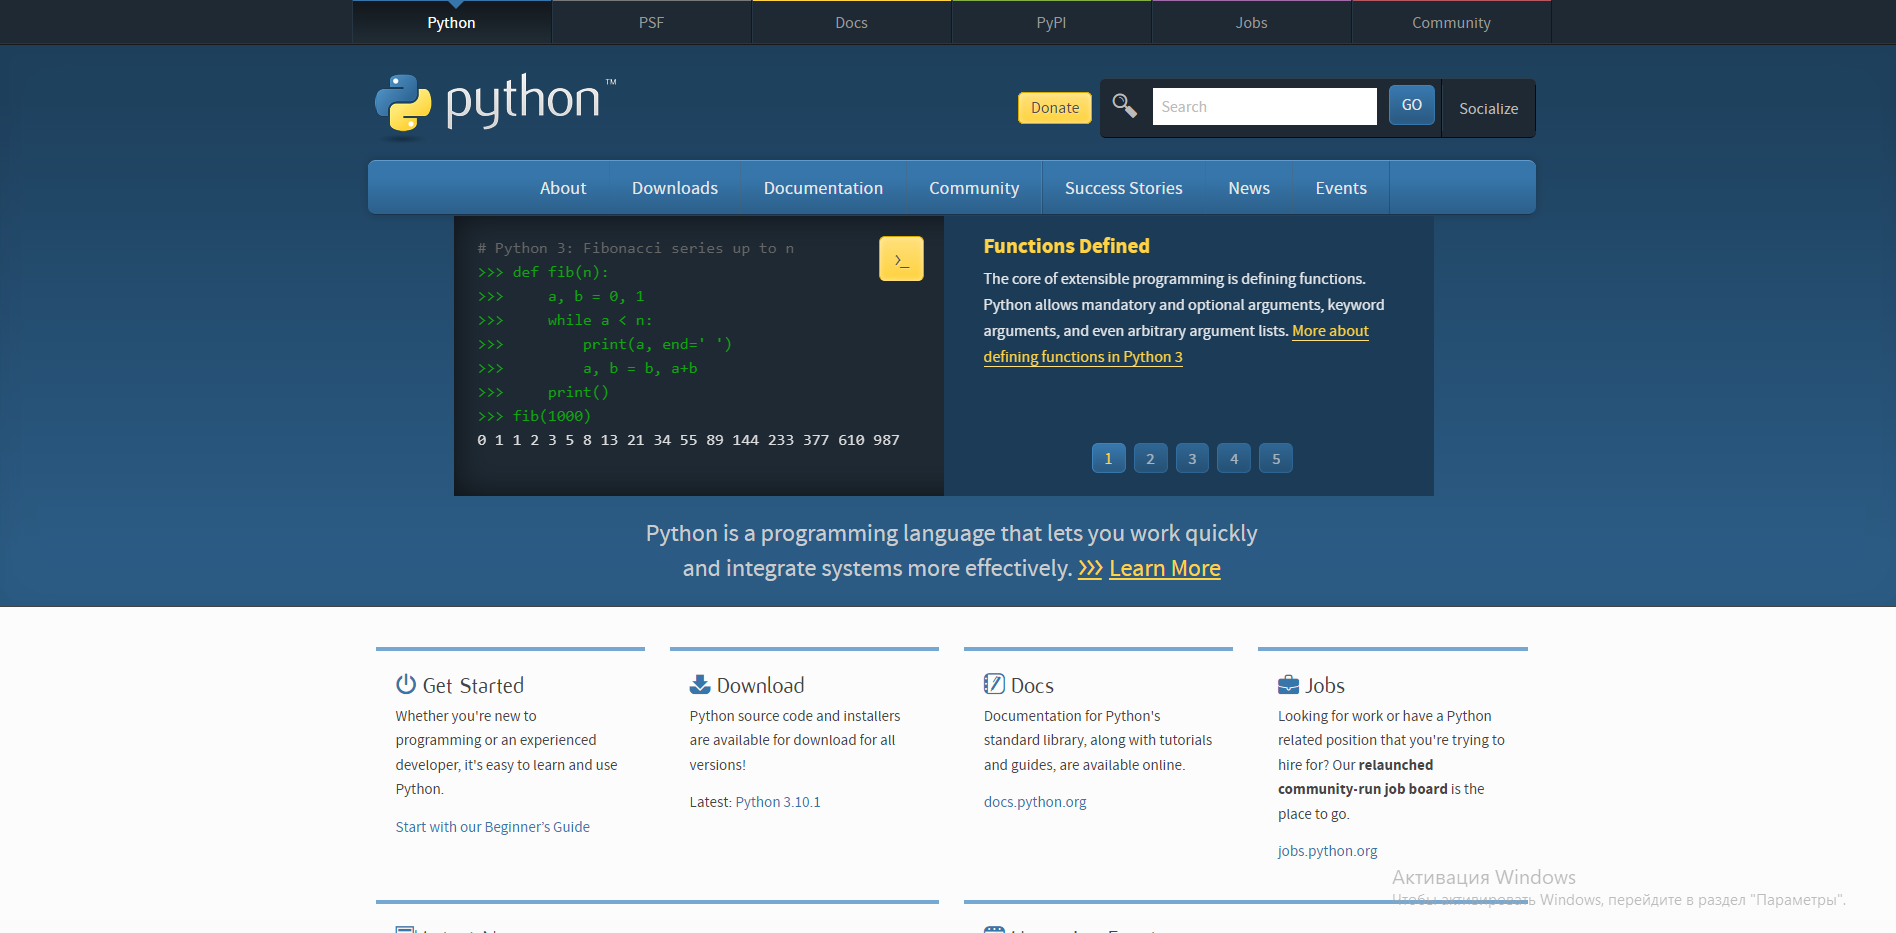 Python PSF Docs PyPI Jobs Community
python™
Donate Search GO Socialize
About Downloads Documentation Community Success Stories News Events
# Python 3: Fibonacci series up to n
>>> def fib(n):
>>>     a, b = 0, 1
>>>     while a < n:
>>>         print(a, end=' ')
>>>         a, b = b, a+b
>>>     print()
>>> fib(1000)
0 1 1 2 3 5 8 13 21 34 55 89 144 233 377 610 987
>_
Functions Defined
The core of extensible programming is defining functions.
Python allows mandatory and optional arguments, keyword
arguments, and even arbitrary argument lists. More about
defining functions in Python 3
1 2 3 4 5
Python is a programming language that lets you work quickly
and integrate systems more effectively. >>> Learn More
Get Started
Whether you're new to
programming or an experienced
developer, it's easy to learn and use
Python.
Start with our Beginner’s Guide
Download
Python source code and installers
are available for download for all
versions!
Latest: Python 3.10.1
Docs
Documentation for Python's
standard library, along with tutorials
and guides, are available online.
docs.python.org
Jobs
Looking for work or have a Python
related position that you're trying to
hire for? Our relaunched
community-run job board is the
place to go.
jobs.python.org
Активация Windows
Чтобы активировать Windows, перейдите в раздел "Параметры".